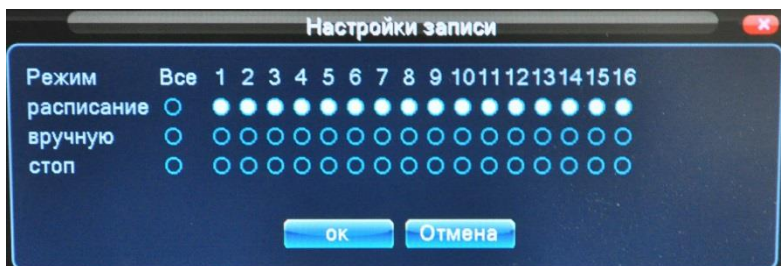 Настройки записи
Режим Все 1 2 3 4 5 6 7 8 9 10 11 12 13 14 15 16
расписание
вручную
стоп
ок Отмена